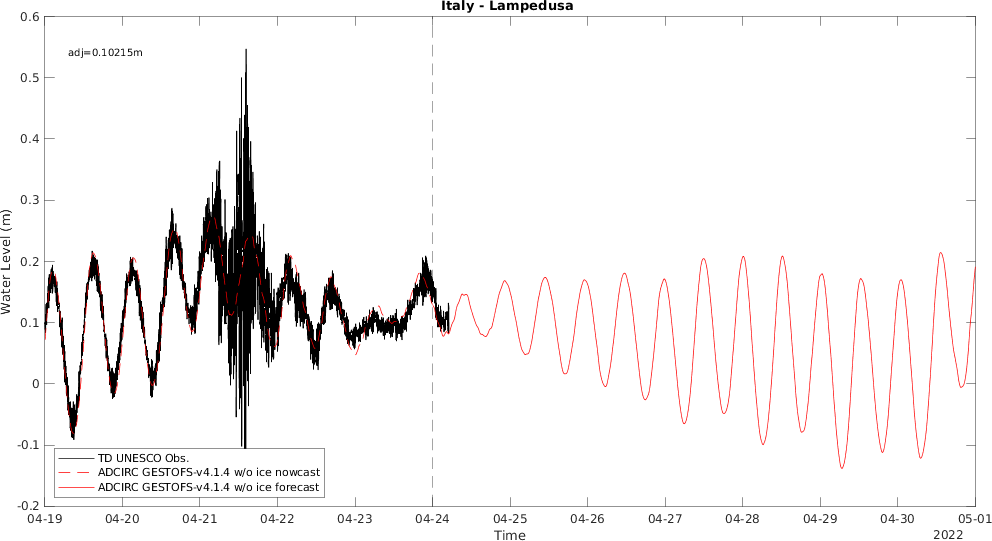 Italy - Lampedusa
adj=0.10215m
0.6
0.5
0.4
0.3
0.2
0.1
0
-0.1
-0.2
Water Level (m)
TD UNESCO Obs.
ADCIRC GESTOFS-v4.1.4 w/o ice nowcast
ADCIRC GESTOFS-v4.1.4 w/o ice forecast
04-19 04-20 04-21 04-22 04-23 04-24 04-25 04-26 04-27 04-28 04-29 04-30 05-01
Time
2022